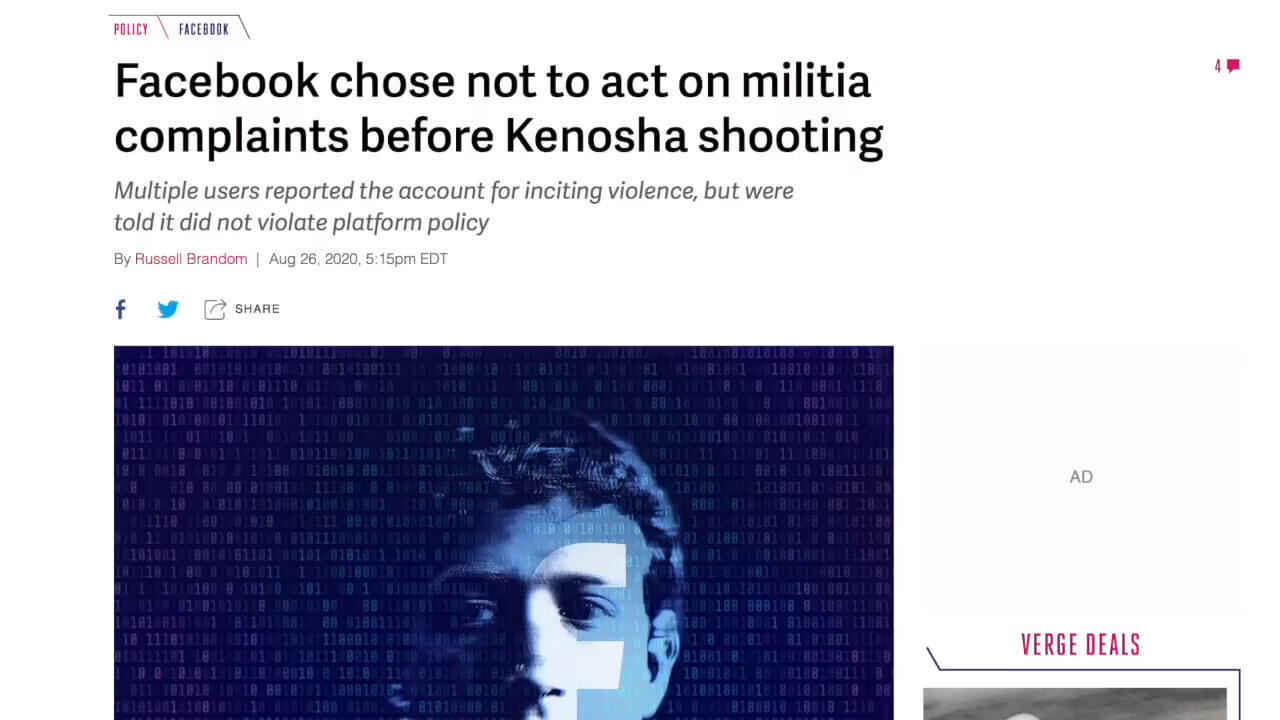 POLICY FACEBOOK
Facebook chose not to act on militia
complaints before Kenosha shooting
4
Multiple users reported the account for inciting violence, but were
told it did not violate platform policy
By Russell Brandom | Aug 26, 2020, 5:15pm EDT
SHARE
AD
VERGE DEALS